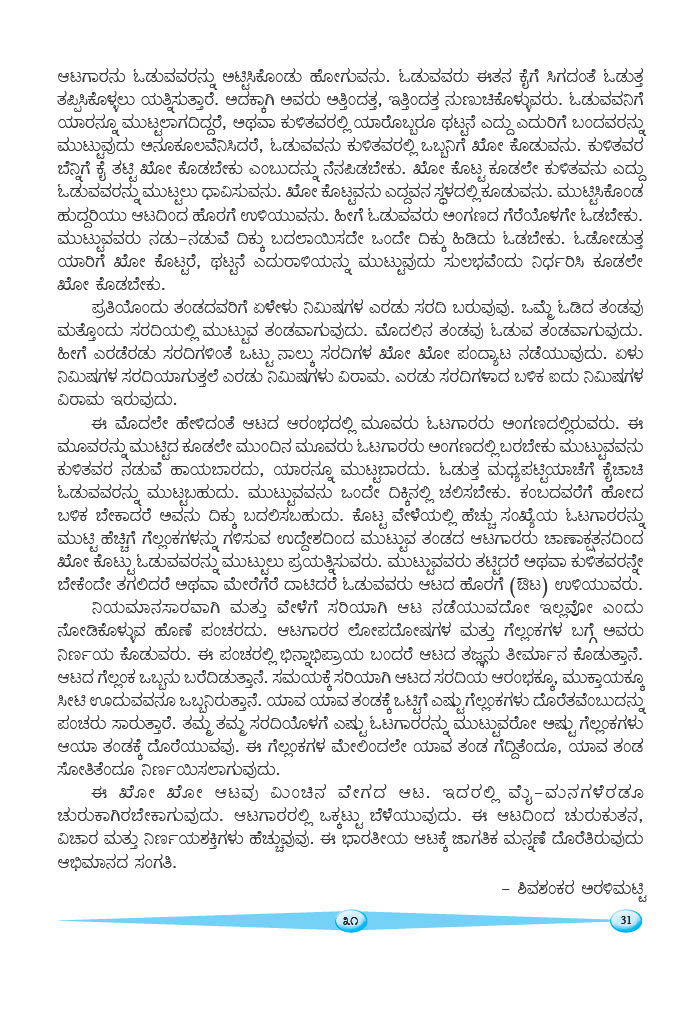 ಆಟಗಾರನು ಓಡುವವರನ್ನು ಅಟ್ಟಿಸಿಕೊಂಡು ಹೋಗುವನು. ಓಡುವವರು ಈತನ ಕೈಗೆ ಸಿಗದಂತೆ ಓಡುತ್ತ
ತಪ್ಪಿಸಿಕೊಳ್ಳಲು ಯತ್ನಿಸುತ್ತಾರೆ. ಅದಕ್ಕಾಗಿ ಅವರು ಅತ್ತಿಂದತ್ತ, ಇತ್ತಿಂದತ್ತ ನುಣುಚಿಕೊಳ್ಳುವರು. ಓಡುವವನಿಗೆ
ಯಾರನ್ನೂ ಮುಟ್ಟಲಾಗದಿದ್ದರೆ, ಅಥವಾ ಕುಳಿತವರಲ್ಲಿ ಯಾರೊಬ್ಬರೂ ಥಟ್ಟನೆ ಎದ್ದು ಎದುರಿಗೆ ಬಂದವರನ್ನು
ಮುಟ್ಟುವುದು ಅನೂಕೂಲವೆನಿಸಿದರೆ, ಓಡುವನು ಕುಳಿತವರಲ್ಲಿ ಒಬ್ಬನಿಗೆ ಖೋ ಕೊಡುವನು. ಕುಳಿತವರ
ಬೆನ್ನಿಗೆ ಕೈ ತಟ್ಟಿ ಖೋ ಕೊಡಬೇಕು ಎಂಬುದನ್ನು ನೆನಪಿಡಬೇಕು. ಖೋ ಕೊಟ್ಟ ಕೂಡಲೇ ಕುಳಿತವನು ಎದ್ದು
ಓಡುವವರನ್ನು ಮುಟ್ಟಲು ಧಾವಿಸುವನು. ಖೋ ಕೊಟ್ಟವನು ಎದ್ದವನ ಸ್ಥಳದಲ್ಲಿ ಕೂಡುವನು. ಮುಟ್ಟಿಸಿಕೊಂಡ
ಹುದ್ದರಿಯು ಆಟದಿಂದ ಹೊರಗೆ ಉಳಿಯುವನು. ಹೀಗೆ ಓಡುವವರು ಅಂಗಣದ ಗೆರೆಯೊಳಗೇ ಓಡಬೇಕು.
ಮುಟ್ಟುವವರು ನಡು-ನಡುವೆ ದಿಕ್ಕು ಬದಲಾಯಿಸದೇ ಒಂದೇ ದಿಕ್ಕು ಹಿಡಿದು ಓಡಬೇಕು. ಓಡೋಡುತ್ತ
ಯಾರಿಗೆ ಖೋ ಕೊಟ್ಟರೆ, ಥಟ್ಟನೆ ಎದುರಾಳಿಯನ್ನು ಮುಟ್ಟುವುದು ಸುಲಭವೆಂದು ನಿರ್ಧರಿಸಿ ಕೂಡಲೇ
ಖೋ ಕೊಡಬೇಕು.
ಪ್ರತಿಯೊಂದು ತಂಡದವರಿಗೆ ಏಳೇಳು ನಿಮಿಷಗಳ ಎರಡು ಸರದಿ ಬರುವುವು. ಒಮ್ಮೆ ಓಡಿದ ತಂಡವು
ಮತ್ತೊಂದು ಸರದಿಯಲ್ಲಿ ಮುಟ್ಟುವ ತಂಡವಾಗುವುದು. ಮೊದಲಿನ ತಂಡವು ಓಡುವ ತಂಡವಾಗುವುದು.
ಹೀಗೆ ಎರಡೆರಡು ಸರದಿಗಳಿಂತೆ ಒಟ್ಟು ನಾಲ್ಕು ಸರದಿಗಳ ಖೋ ಖೋ ಪಂದ್ಯಾಟ ನಡೆಯುವುದು. ಏಳು
ನಿಮಿಷಗಳ ಸರದಿಯಾಗುತ್ತಲೆ ಎರಡು ನಿಮಿಷಗಳು ವಿರಾಮ. ಎರಡು ಸರದಿಗಳಾದ ಬಳಿಕ ಐದು ನಿಮಿಷಗಳ
ವಿರಾಮ ಇರುವುದು.
ಈ ಮೊದಲೇ ಹೇಳಿದಂತೆ ಆಟದ ಆರಂಭದಲ್ಲಿ ಮೂವರು ಓಟಗಾರರು ಅಂಗಣದಲ್ಲಿರುವರು. ಈ
ಮೂವರನ್ನು ಮುಟ್ಟಿದ ಕೂಡಲೇ ಮುಂದಿನ ಮೂವರು ಓಟಗಾರರು ಅಂಗಣದಲ್ಲಿ ಬರಬೇಕು ಮುಟ್ಟುವವನು
ಕುಳಿತವರ ನಡುವೆ ಹಾಯಬಾರದು, ಯಾರನ್ನೂ ಮುಟ್ಟಬಾರದು. ಓಡುತ್ತ ಮಧ್ಯಪಟ್ಟಿಯಾಚೆಗೆ ಕೈಚಾಚಿ
ಓಡುವವರನ್ನು ಮುಟ್ಟಬಹುದು. ಮುಟ್ಟುವವನು ಒಂದೇ ದಿಕ್ಕಿನಲ್ಲಿ ಚಲಿಸಬೇಕು. ಕಂಬದವರೆಗೆ ಹೋದ
ಬಳಿಕ ಬೇಕಾದರೆ ಅವನು ದಿಕ್ಕು ಬದಲಿಸಬಹುದು. ಕೊಟ್ಟ ವೇಳೆಯಲ್ಲಿ ಹೆಚ್ಚು ಸಂಖ್ಯೆಯ ಓಟಗಾರರನ್ನು
ಮುಟ್ಟಿ ಹೆಚ್ಚಿಗೆ ಗೆಲ್ಲಂಕಗಳನ್ನು ಗಳಿಸುವ ಉದ್ದೇಶದಿಂದ ಮುಟ್ಟುವ ತಂಡದ ಆಟಗಾರರು ಚಾಣಾಕ್ಷತ್ವನದಿಂದ
ಖೋ ಕೊಟ್ಟು ಓಡುವವರನ್ನು ಮುಟ್ಟುಲು ಪ್ರಯತ್ನಿಸುವರು. ಮುಟ್ಟುವವರು ತಟ್ಟಿದರೆ ಅಥವಾ ಕುಳಿತವರನ್ನೇ
ಬೇಕೆಂದೇ ತಗಲಿದರೆ ಅಥವಾ ಮೇರೆಗೆರೆ ದಾಟಿದರೆ ಓಡುವವರು ಆಟದ ಹೊರಗೆ (ಔಟ) ಉಳಿಯುವರು.
ನಿಯಮಾನಸಾರವಾಗಿ ಮತ್ತು ವೇಳೆಗೆ ಸರಿಯಾಗಿ ಆಟ ನಡೆಯುವದೋ ಇಲ್ಲವೋ ಎಂದು
ನೋಡಿಕೊಳ್ಳುವ ಹೊಣೆ ಪಂಚರದು. ಆಟಗಾರರ ಲೋಪದೋಷಗಳ ಮತ್ತು ಗೆಲ್ಲಂಕಗಳ ಬಗ್ಗೆ ಅವರು
ನಿರ್ಣಯ ಕೊಡುವರು. ಈ ಪಂಚರಲ್ಲಿ ಭಿನ್ನಾಭಿಪ್ರಾಯ ಬಂದರೆ ಆಟದ ತಜ್ಞನು ತೀರ್ಮಾನ ಕೊಡುತ್ತಾನೆ.
ಆಟದ ಗೆಲ್ಲಂಕ ಒಬ್ಬನು ಬರೆದಿಡುತ್ತಾನೆ. ಸಮಯಕ್ಕೆ ಸರಿಯಾಗಿ ಆಟದ ಸರದಿಯ ಆರಂಭಕ್ಕೂ, ಮುಕ್ತಾಯಕ್ಕೂ
ಸೀಟಿ ಊದುವವನೂ ಒಬ್ಬನಿರುತ್ತಾನೆ. ಯಾವ ಯಾವ ತಂಡಕ್ಕೆ ಒಟ್ಟಿಗೆ ಎಷ್ಟು ಗೆಲ್ಲಂಕಗಳು ದೊರೆತವೆಂಬುದನ್ನು
ಪಂಚರು ಸಾರುತ್ತಾರೆ. ತಮ್ಮ ತಮ್ಮ ಸರದಿಯೊಳಗೆ ಎಷ್ಟು ಓಟಗಾರರನ್ನು ಮುಟ್ಟುವರೋ ಅಷ್ಟು ಗೆಲ್ಲಂಕಗಳು
ಆಯಾ ತಂಡಕ್ಕೆ ದೊರೆಯುವವು. ಈ ಗೆಲ್ಲಂಕಗಳ ಮೇಲಿಂದಲೇ ಯಾವ ತಂಡ ಗೆದ್ದಿತೆಂದೂ, ಯಾವ ತಂಡ
ಸೋತಿತೆಂದೂ ನಿರ್ಣಯಿಸಲಾಗುವುದು.
ಈ ಖೋ ಖೋ ಆಟವು ಮಿಂಚಿನ ವೇಗದ ಆಟ. ಇದರಲ್ಲಿ ಮೈ-ಮನಗಳೆರಡೂ
ಚುರುಕಾಗಿರಬೇಕಾಗುವುದು. ಆಟಗಾರರಲ್ಲಿ ಒಕ್ಕಟ್ಟು ಬೆಳೆಯುವುದು. ಈ ಆಟದಿಂದ ಚುರುಕುತನ,
ವಿಚಾರ ಮತ್ತು ನಿರ್ಣಯಶಕ್ತಿಗಳು ಹೆಚ್ಚುವುವು. ಈ ಭಾರತೀಯ ಆಟಕ್ಕೆ ಜಾಗತಿಕ ಮನ್ನಣೆ ದೊರೆತಿರುವುದು
ಆಭಿಮಾನದ ಸಂಗತಿ.
– ಶಿವಶಂಕರ ಅರಳಿಮಟ್ಟಿ
೩೧ 31